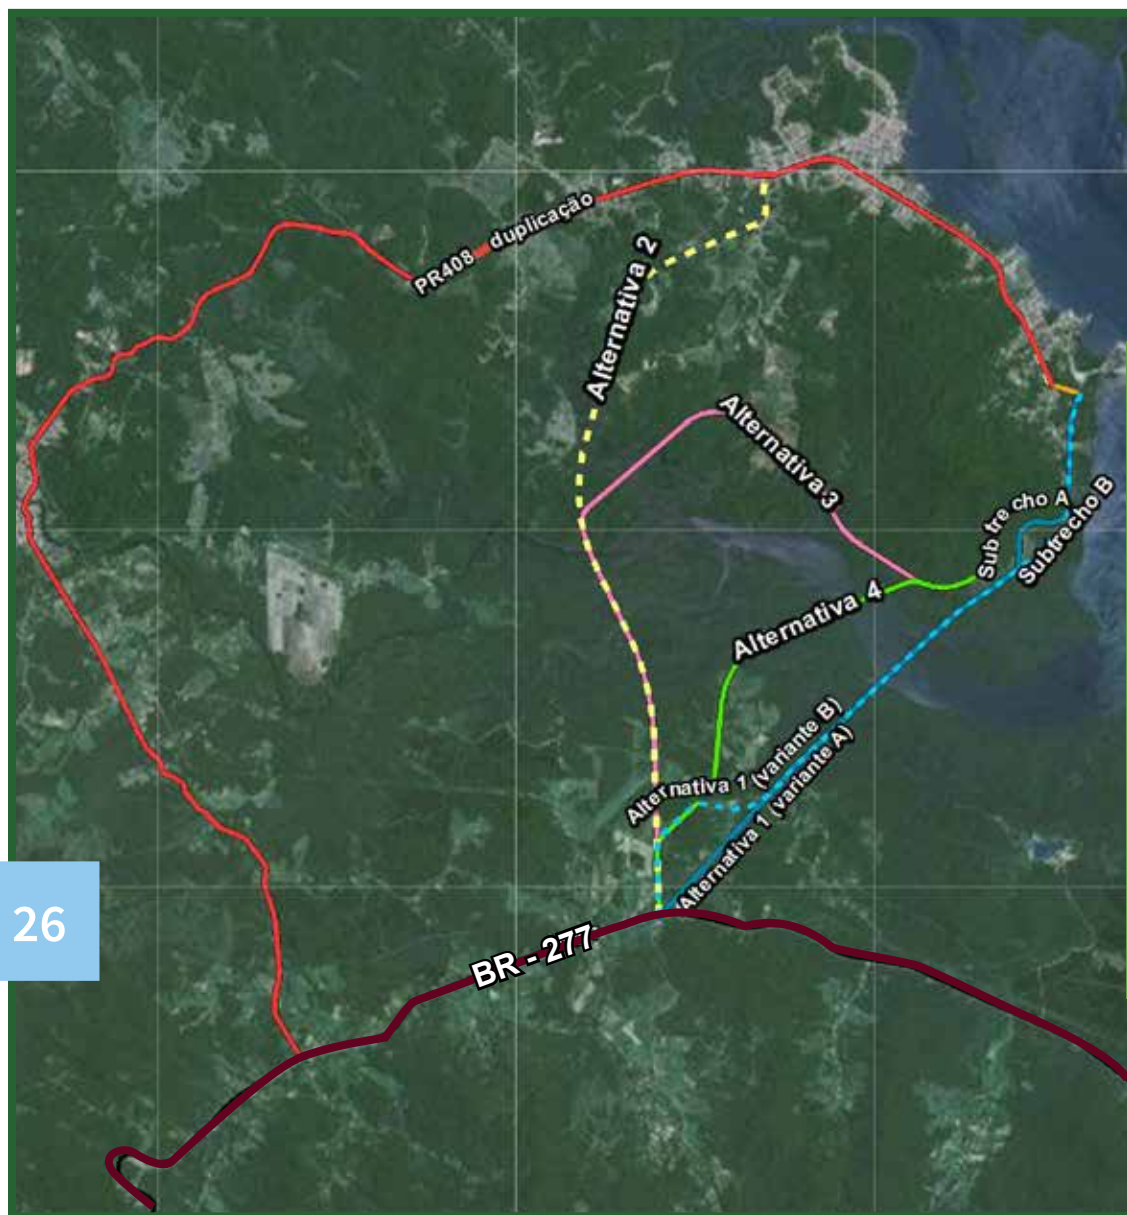 PR408 duplicação
Alternativa 2
Alternativa 3
Sub tre cho A
Subtrecho B
Alternativa 4
Alternativa 1 (variante B)
Alternativa 1 (variante A)
26
BR - 277